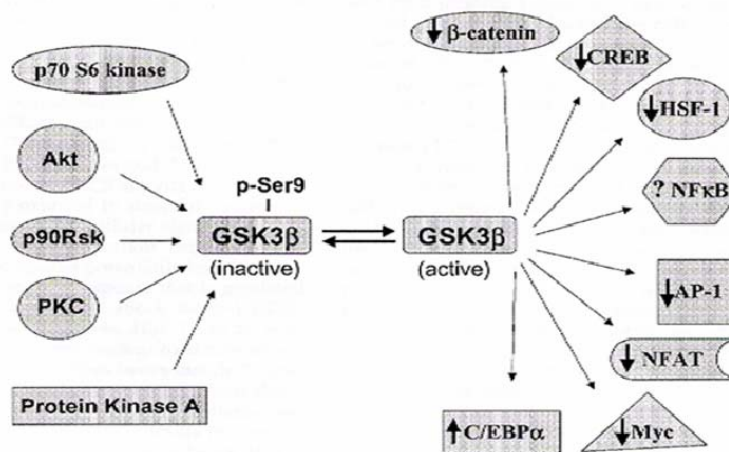 p70 S6 kinase
Akt
p90Rsk
PKC
Protein Kinase A
p-Ser9
GSK3β
(inactive)
GSK3β
(active)
↓ β-catenin
↓CREB
↓HSF-1
? NFκB
↓AP-1
↓ NFAT
↓Myc
↑C/EBPα